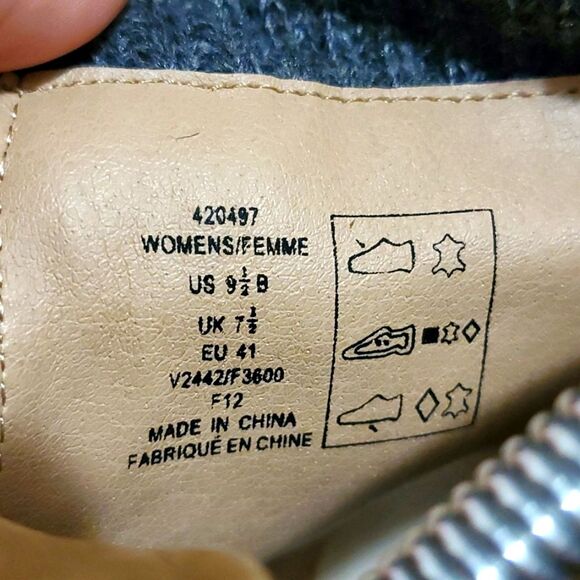 420497
WOMENS/FEMME
US 9½ B
UK 7½
EU 41
V2442/F3600
F12
MADE IN CHINA
FABRIQUÉ EN CHINE